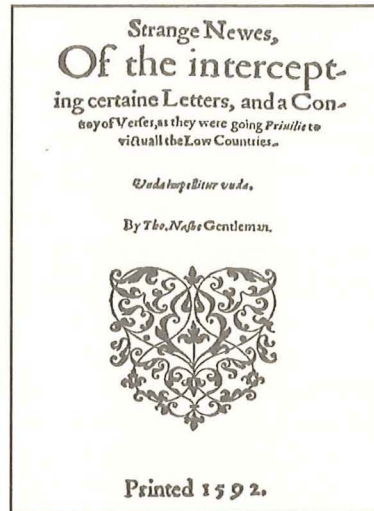 Strange Newes,
Of the intercept-
ing certaine Letters, and a Con-
uoy of Verses, as they were going Priuilie to
victuall the Low Countries.
Vnda impellitur vnda.
By Tho. Nashe Gentleman.
Printed 1592.